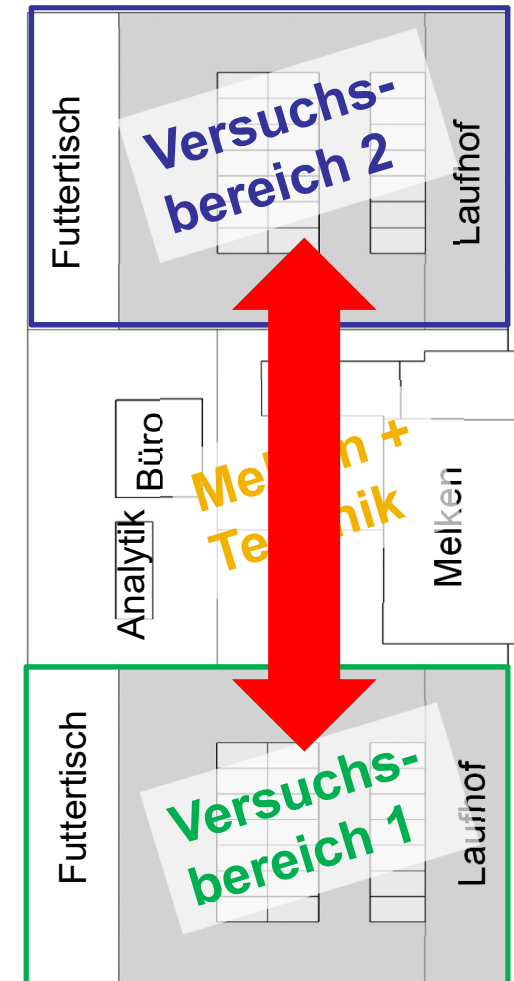 Futtertisch
Versuchs-
bereich 2
Laufhof
Büro
Analytik
+
Melken
Futtertisch
Versuchs-
bereich 1
Laufhof